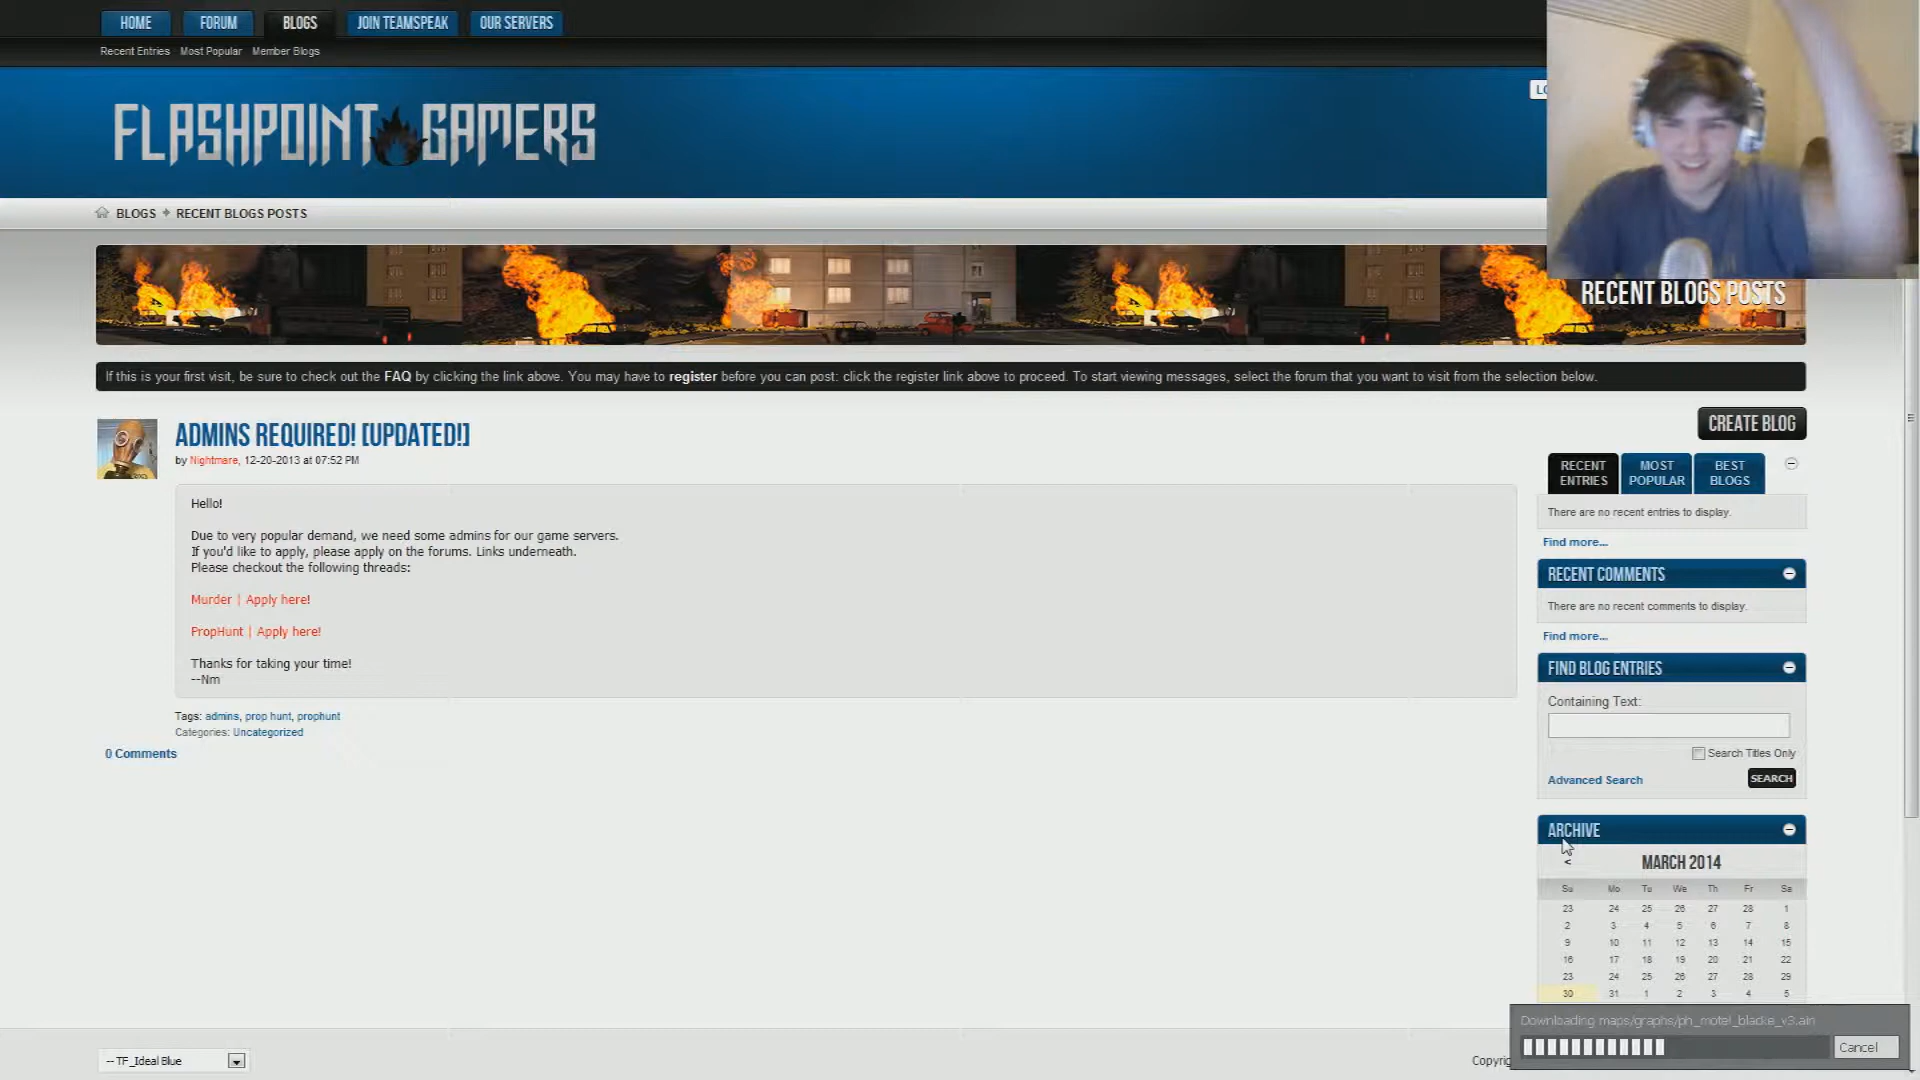 HOME FORUM BLOGS JOIN TEAMSPEAK OUR SERVERS
Recent Entries Most Popular Member Blogs
FLASHPOINT GAMERS
BLOGS RECENT BLOGS POSTS
RECENT BLOGS POSTS
If this is your first visit, be sure to check out the FAQ by clicking the link above. You may have to register before you can post: click the register link above to proceed. To start viewing messages, select the forum that you want to visit from the selection below.
CREATE BLOG
ADMINS REQUIRED! [UPDATED!]
by Nightmare, 12-20-2013 at 07:52 PM
Hello!
Due to very popular demand, we need some admins for our game servers.
If you'd like to apply, please apply on the forums. Links underneath.
Please checkout the following threads:
Murder | Apply here!
PropHunt | Apply here!
Thanks for taking your time!
--Nm
Tags: admins, prop hunt, prophunt
Categories: Uncategorized
0 Comments
RECENT ENTRIES MOST POPULAR BEST BLOGS
There are no recent entries to display.
Find more...
RECENT COMMENTS
There are no recent comments to display.
Find more...
FIND BLOG ENTRIES
Containing Text:
Search Titles Only
Advanced Search SEARCH
ARCHIVE
< MARCH 2014
Su Mo Tu We Th Fr Sa
23 24 25 26 27 28 1
2 3 4 5 6 7 8
9 10 11 12 13 14 15
16 17 18 19 20 21 22
23 24 25 26 27 28 29
30 31 1 2 3 4 5
Downloading maps/graphs/ph_motel_blacke_v3.ain
Cancel
-- TF_Ideal Blue